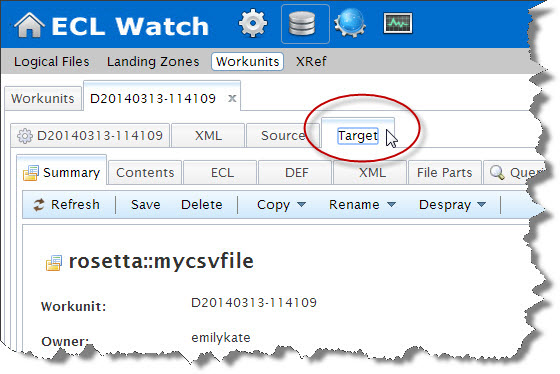 ECL Watch
Logical Files Landing Zones Workunits XRef
Workunits D20140313-114109 x
D20140313-114109 XML Source Target
Summary Contents ECL DEF XML File Parts
Refresh Save Delete Copy Rename Despray
rosetta::mycsvfile
Workunit: D20140313-114109
Owner: emilykate